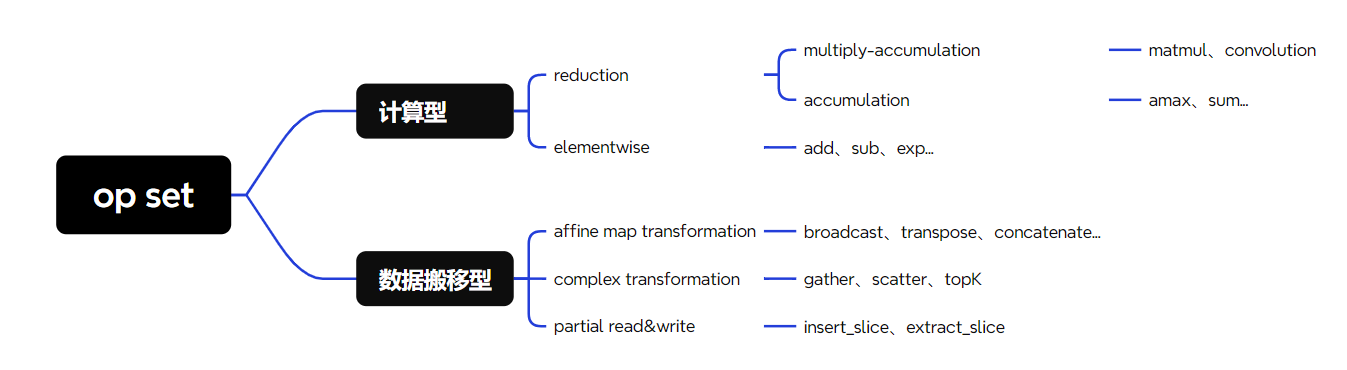 op set
计算型
reduction
multiply-accumulation
matmul、convolution
accumulation
amax、sum...
elementwise
add、sub、exp...
数据搬移型
affine map transformation
broadcast、transpose、concatenate...
complex transformation
gather、scatter、topK
partial read&write
insert_slice、extract_slice